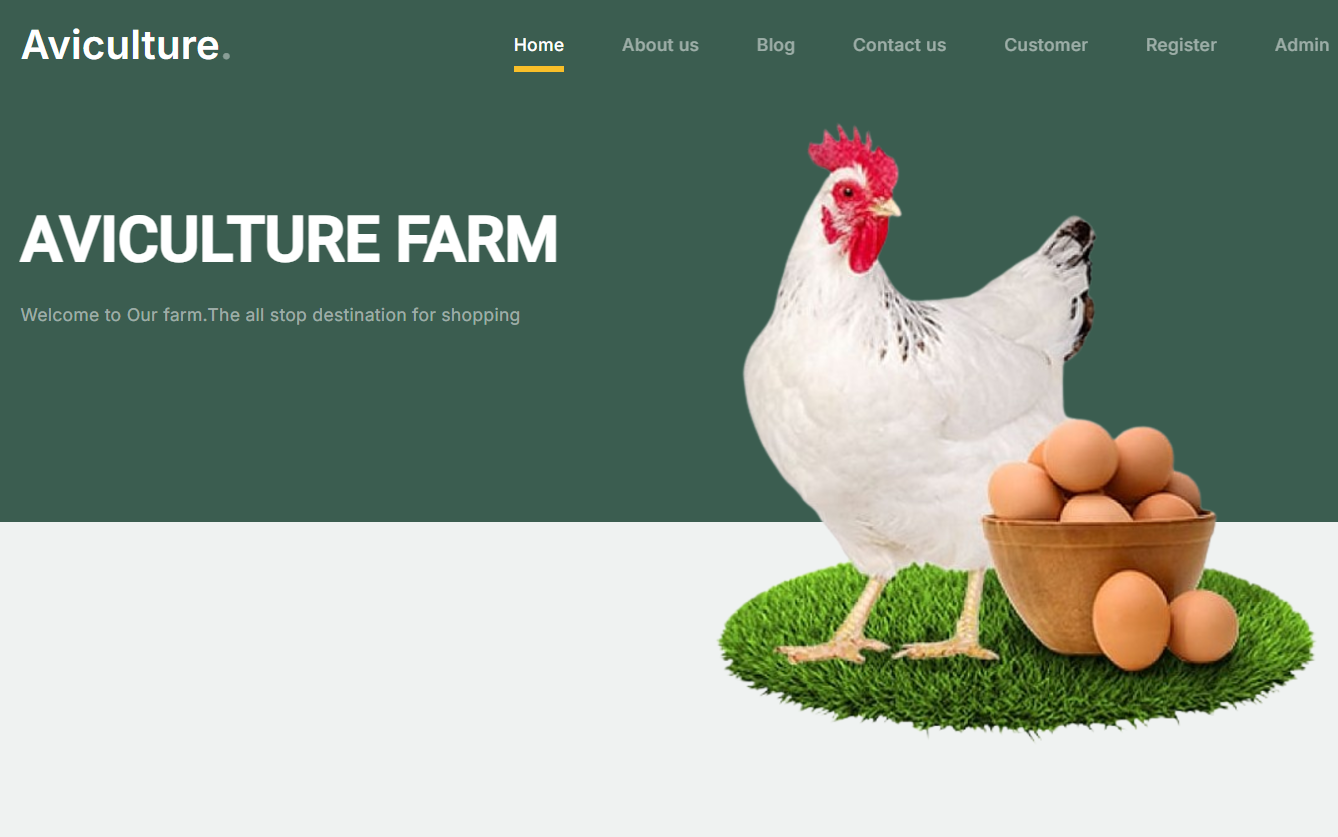 Aviculture.
Home About us Blog Contact us Customer Register Admin
AVICULTURE FARM
Welcome to Our farm.The all stop destination for shopping